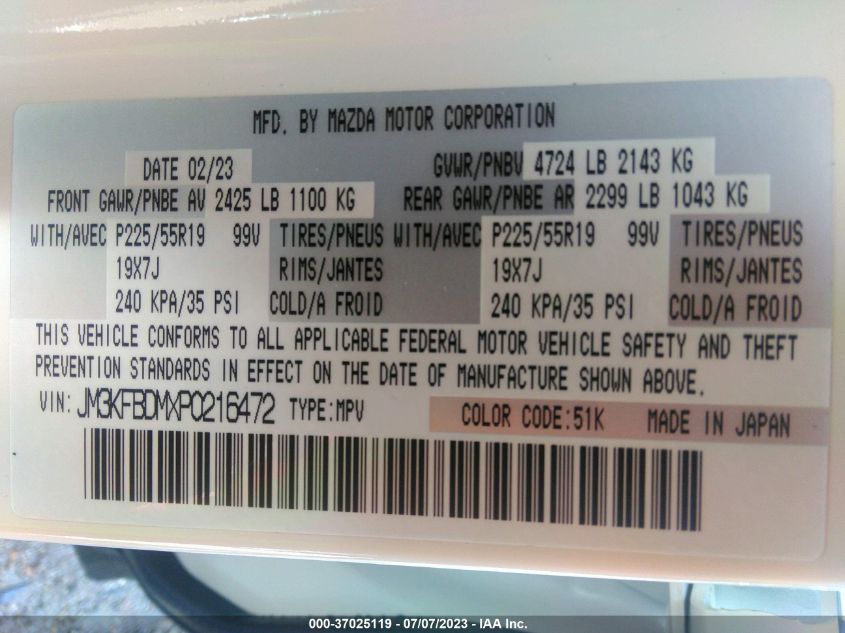 MFD. BY MAZDA MOTOR CORPORATION
DATE 02/23 GVWR/PNBV 4724 LB 2143 KG
FRONT GAWR/PNBE AV 2425 LB 1100 KG REAR GAWR/PNBE AR 2299 LB 1043 KG
WITH/AVEC P225/55R19 99V TIRES/PNEUS WITH/AVEC P225/55R19 99V TIRES/PNEUS
19X7J RIMS/JANTES 19X7J RIMS/JANTES
240 KPA/35 PSI COLD/A FROID 240 KPA/35 PSI COLD/A FROID
THIS VEHICLE CONFORMS TO ALL APPLICABLE FEDERAL MOTOR VEHICLE SAFETY AND THEFT
PREVENTION STANDARDS IN EFFECT ON THE DATE OF MANUFACTURE SHOWN ABOVE.
VIN: JM3KFBDMXP0216472 TYPE:MPV COLOR CODE:51K MADE IN JAPAN
000-37025119 - 07/07/2023 - IAA Inc.